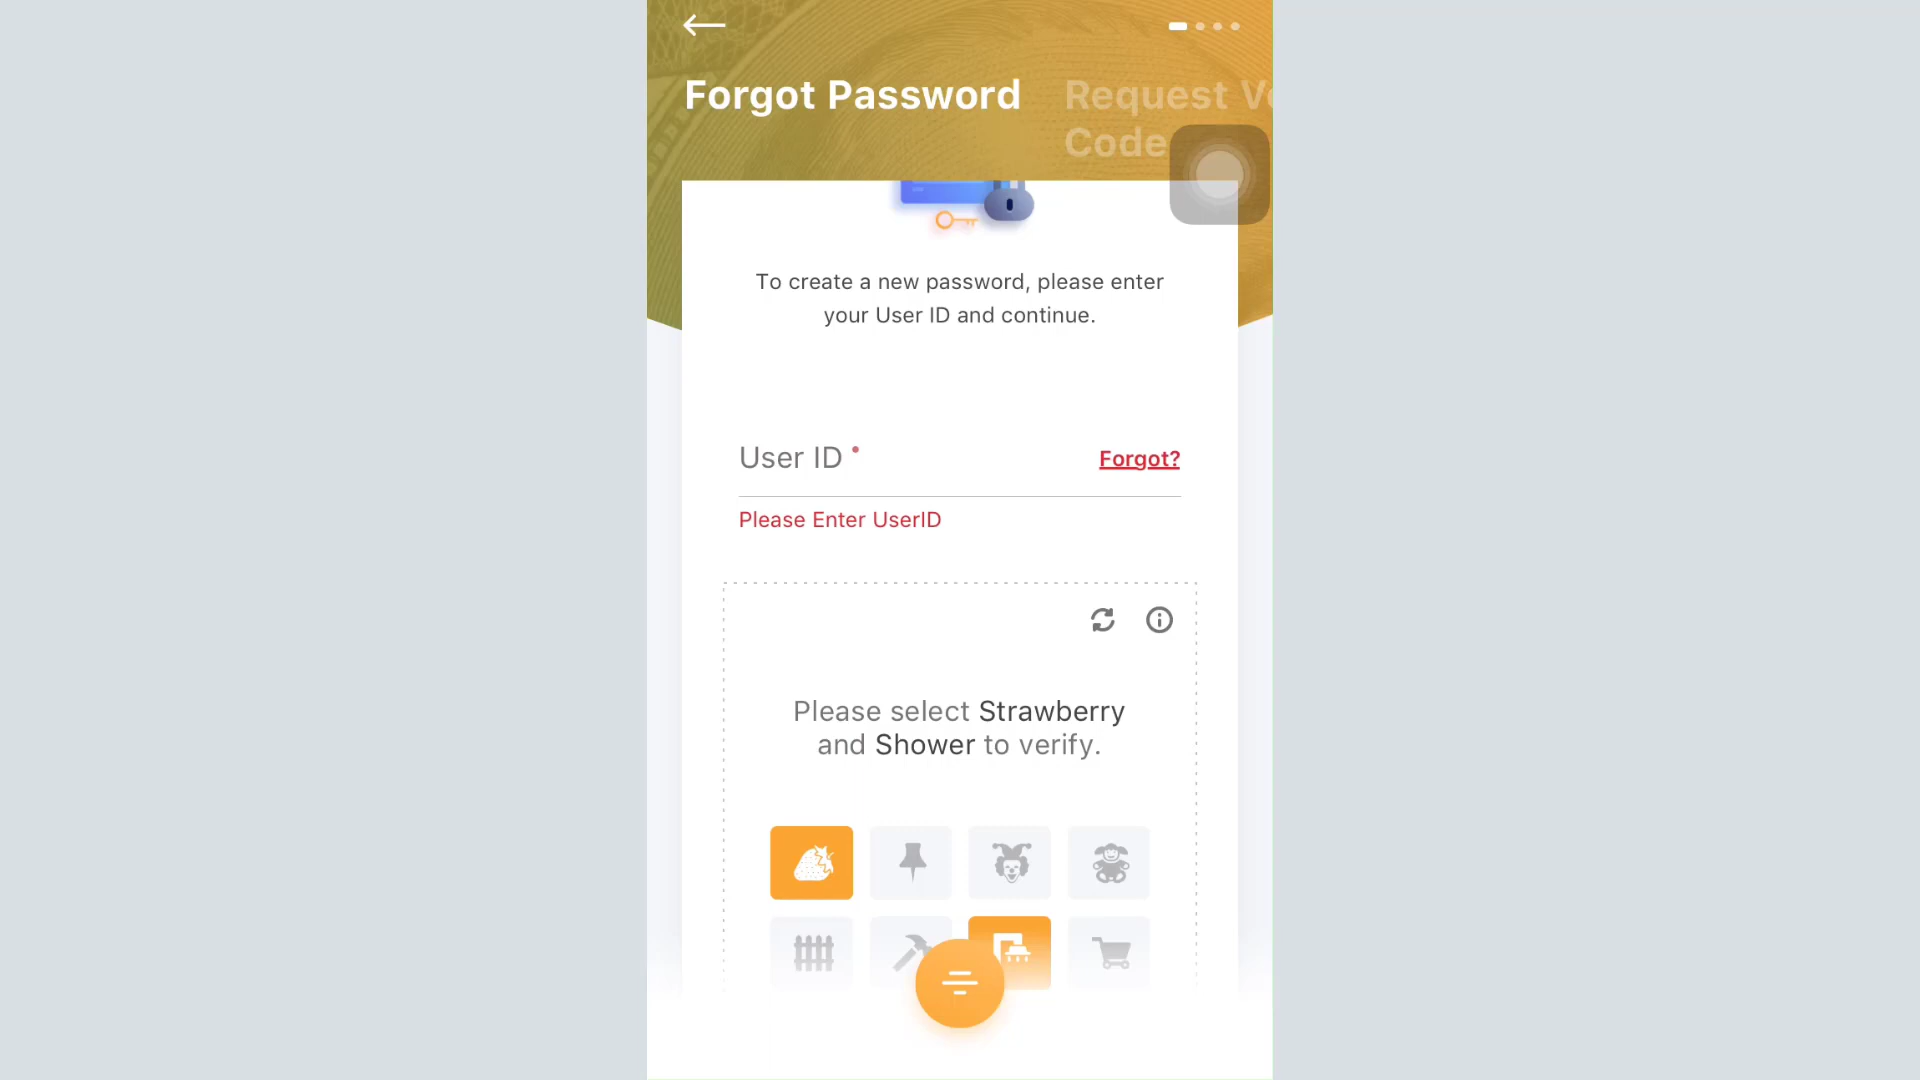 Forgot Password
Request
Code
To create a new password, please enter
your User ID and continue.
User ID •
Forgot?
Please Enter UserID
Please select Strawberry
and Shower to verify.